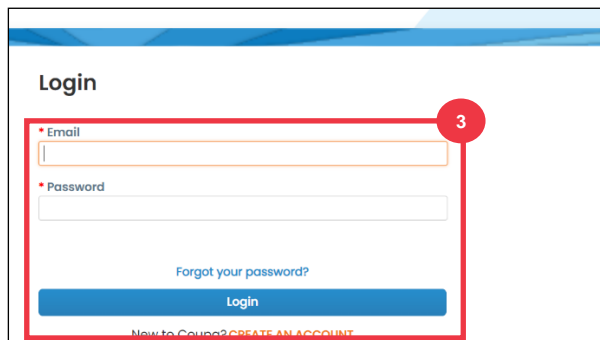 Login
3
* Email
* Password
Forgot your password?
Login
New to Coupa? CREATE AN ACCOUNT